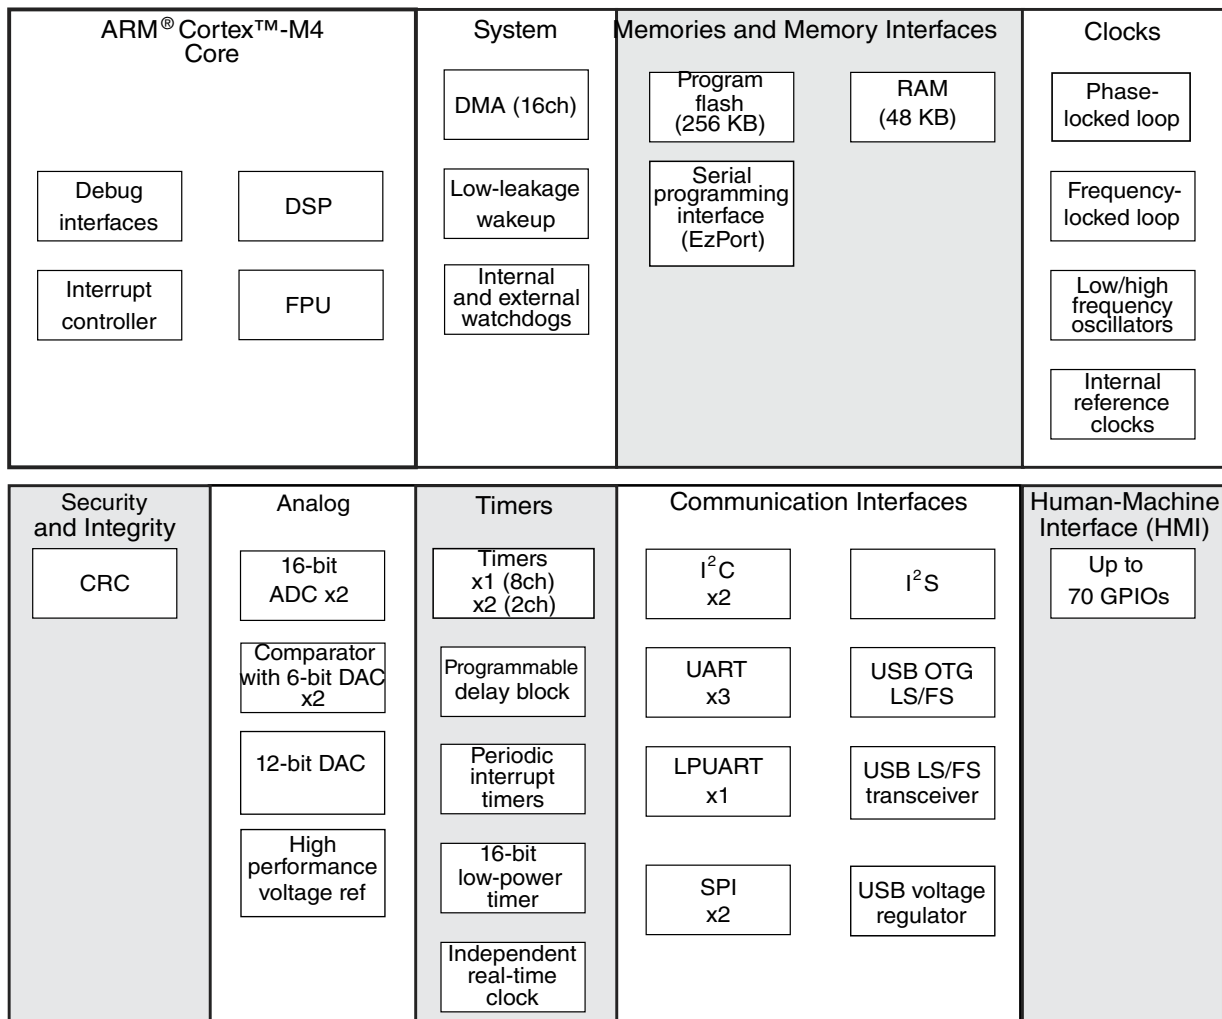 ARM® Cortex™-M4
Core
Debug
interfaces
DSP
Interrupt
controller
FPU
System
DMA (16ch)
Low-leakage
wakeup
Internal
and external
watchdogs
Memories and Memory Interfaces
Program
flash
(256 KB)
RAM
(48 KB)
Serial
programming
interface
(EzPort)
Clocks
Phase-
locked loop
Frequency-
locked loop
Low/high
frequency
oscillators
Internal
reference
clocks
Security
and Integrity
CRC
Analog
16-bit
ADC x2
Comparator
with 6-bit DAC
x2
12-bit DAC
High
performance
voltage ref
Timers
Timers
x1 (8ch)
x2 (2ch)
Programmable
delay block
Periodic
interrupt
timers
16-bit
low-power
timer
Independent
real-time
clock
Communication Interfaces
I²C
x2
I²S
UART
x3
USB OTG
LS/FS
LPUART
x1
USB LS/FS
transceiver
SPI
x2
USB voltage
regulator
Human-Machine
Interface (HMI)
Up to
70 GPIOs